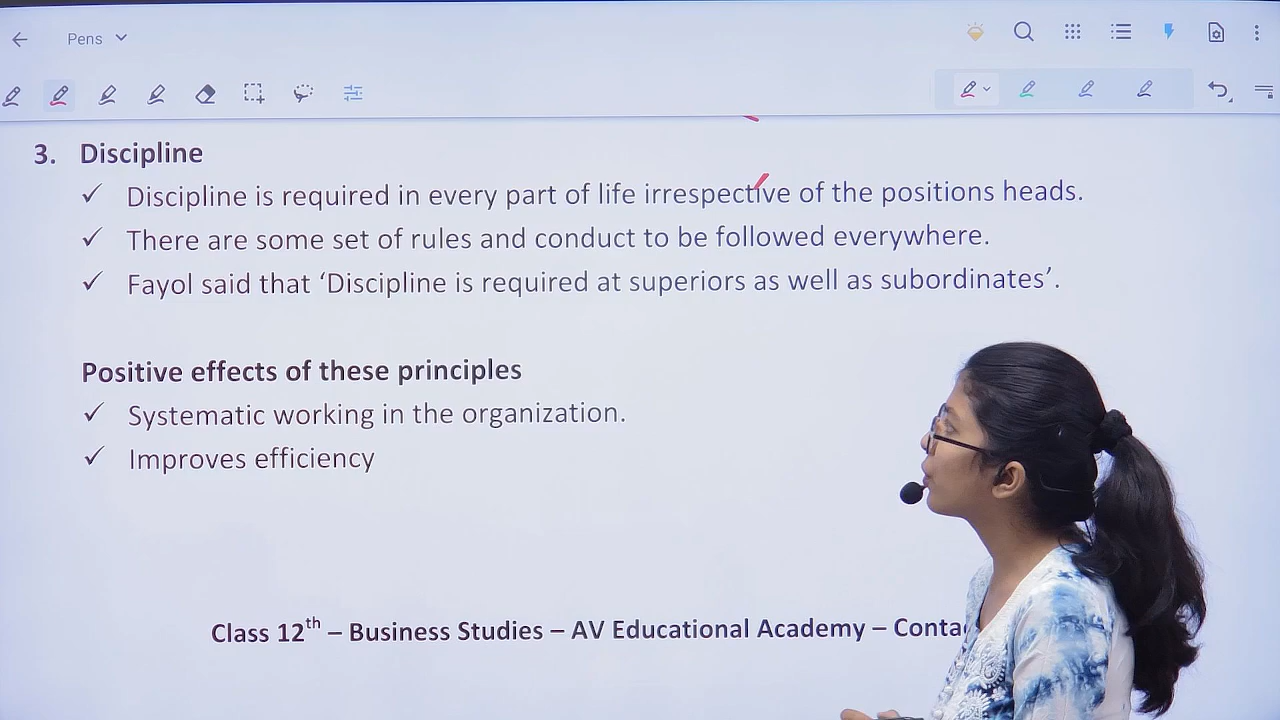 Pens
3. Discipline
✓ Discipline is required in every part of life irrespective of the positions heads.
✓ There are some set of rules and conduct to be followed everywhere.
✓ Fayol said that ‘Discipline is required at superiors as well as subordinates’.
Positive effects of these principles
✓ Systematic working in the organization.
✓ Improves efficiency
Class 12th – Business Studies – AV Educational Academy –